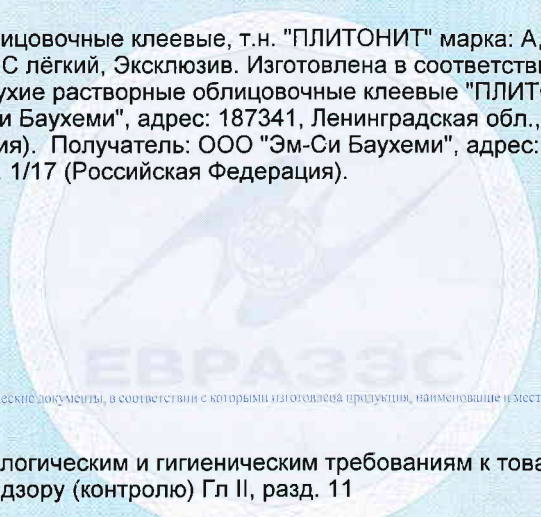 ицовочные клеевые, т.н. "ПЛИТОНИТ" марка: А,
С лёгкий, Эксклюзив. Изготовлена в соответстви
ухие растворные облицовочные клеевые "ПЛИТ
и Баухеми", адрес: 187341, Ленинградская обл.,
ия). Получатель: ООО "Эм-Си Баухеми", адрес:
. 1/17 (Российская Федерация).
ЕВРАЗЭС
еские документы, в соответствии с которыми изготовлена продукция, наименование и мест
логическим и гигиеническим требованиям к това
дзору (контролю) Гл II, разд. 11